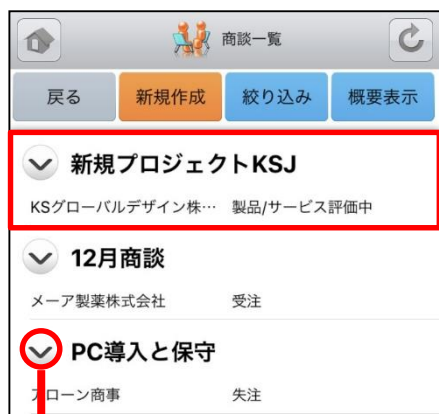 商談一覧
戻る 新規作成 絞り込み 概要表示
新規プロジェクトKSJ
KSグローバルデザイン株… 製品/サービス評価中
12月商談
メーア製薬株式会社 受注
PC導入と保守
ローン商事 失注